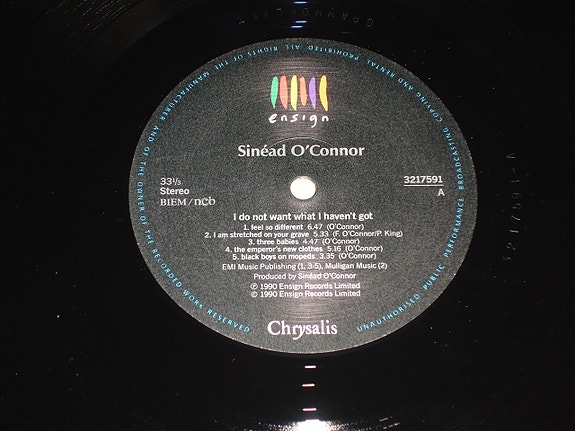 ensign
Sinéad O'Connor
33⅓
Stereo
BIEM/ncb
3217591
A
I do not want what I haven't got
1. feel so different 6.47 (O'Connor)
2. I am stretched on your grave 5.33 (F. O'Connor/P. King)
3. three babies 4.47 (O'Connor)
4. the emperor's new clothes 5.16 (O'Connor)
5. black boys on mopeds 3.35 (O'Connor)
EMI Music Publishing (1, 3-5), Mulligan Music (2)
Produced by Sinéad O'Connor
℗ 1990 Ensign Records Limited
© 1990 Ensign Records Limited
Chrysalis
ALL RIGHTS OF THE MANUFACTURER AND OF THE OWNER OF THE RECORDED WORK RESERVED
UNAUTHORISED PUBLIC PERFORMANCE BROADCASTING COPYING AND RENTAL PROHIBITED